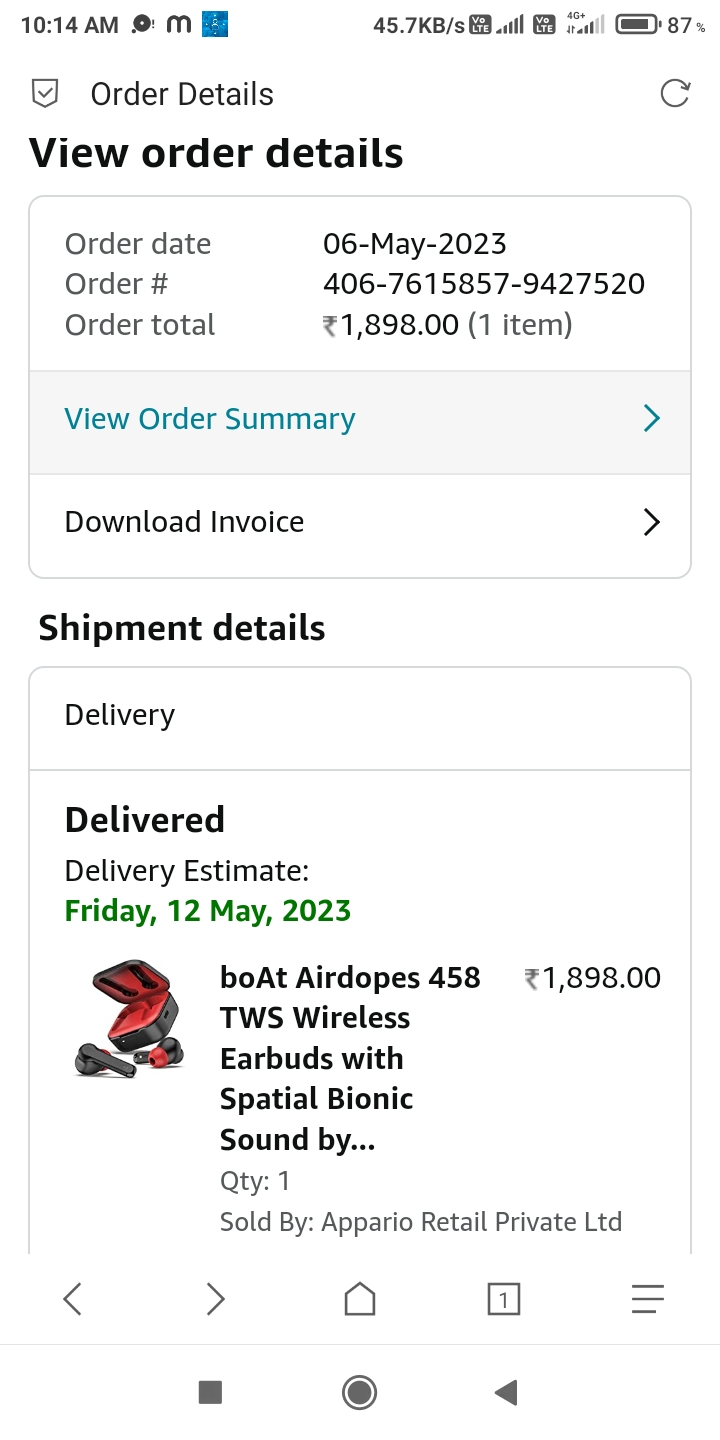 10:14 AM 45.7KB/s Vo LTE Vo LTE 4G+ 87 %
Order Details
View order details
Order date 06-May-2023
Order # 406-7615857-9427520
Order total ₹1,898.00 (1 item)
View Order Summary
Download Invoice
Shipment details
Delivery
Delivered
Delivery Estimate:
Friday, 12 May, 2023
boAt Airdopes 458 ₹1,898.00
TWS Wireless
Earbuds with
Spatial Bionic
Sound by...
Qty: 1
Sold By: Appario Retail Private Ltd
1